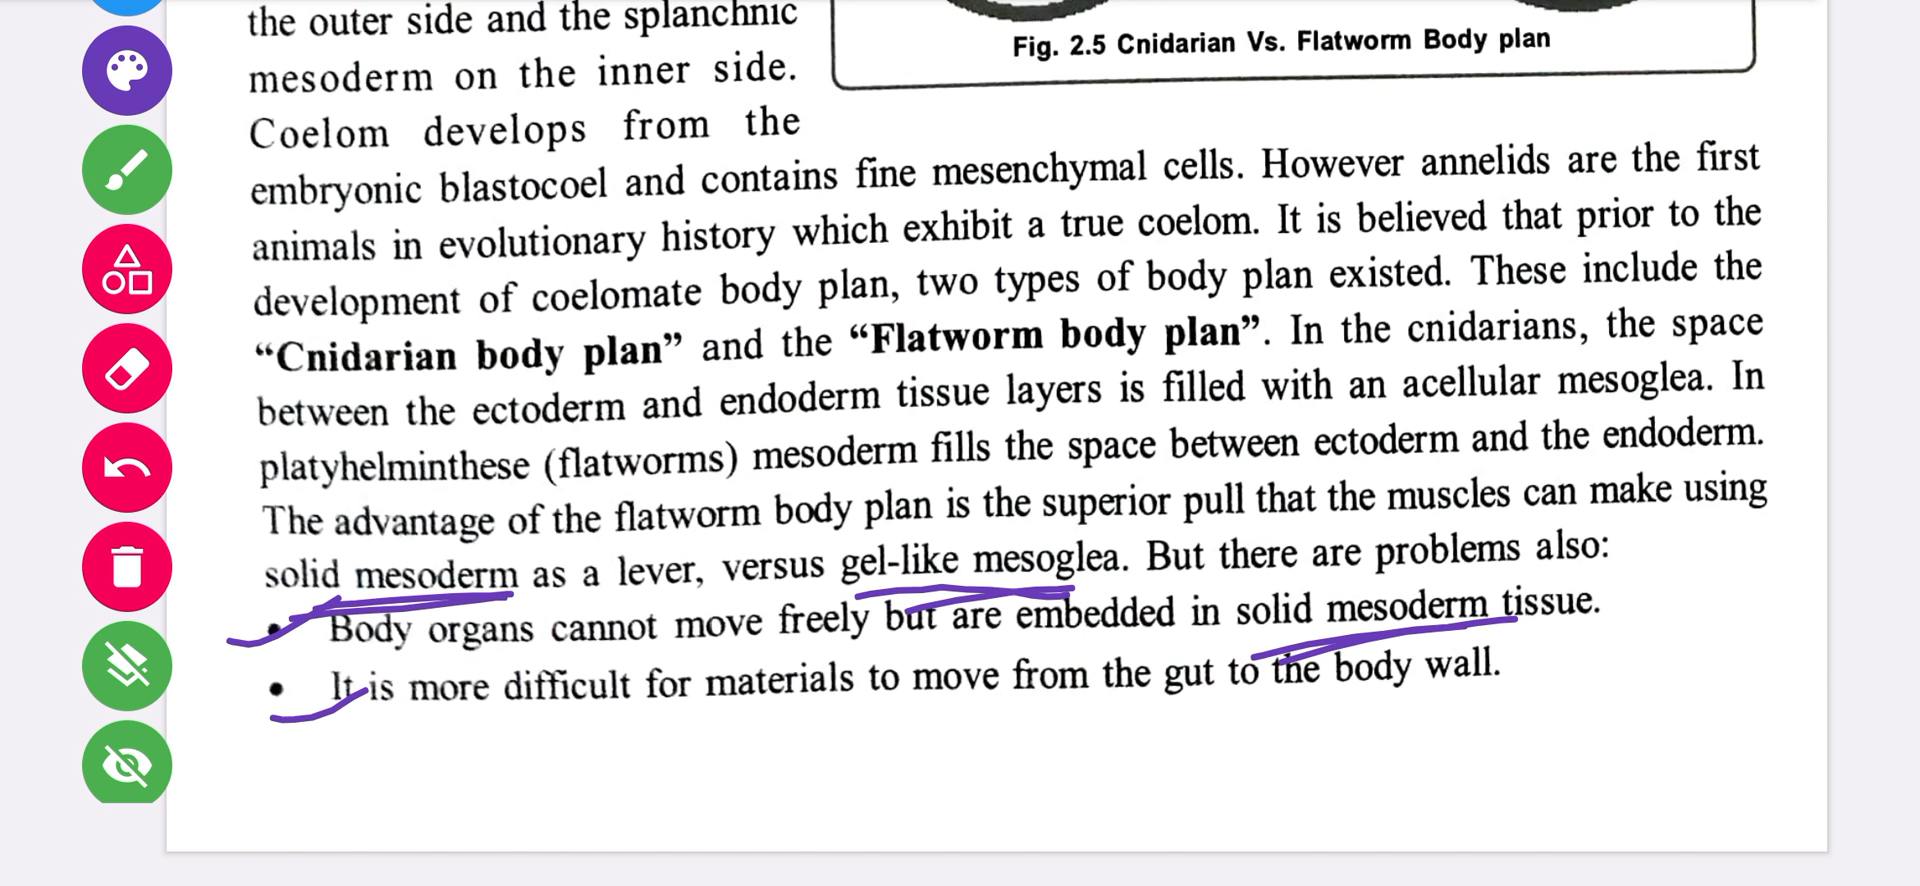 the outer side and the splanchnic
mesoderm on the inner side.
Coelom develops from the
Fig. 2.5 Cnidarian Vs. Flatworm Body plan
embryonic blastocoel and contains fine mesenchymal cells. However annelids are the first
animals in evolutionary history which exhibit a true coelom. It is believed that prior to the
development of coelomate body plan, two types of body plan existed. These include the
“Cnidarian body plan” and the “Flatworm body plan”. In the cnidarians, the space
between the ectoderm and endoderm tissue layers is filled with an acellular mesoglea. In
platyhelminthese (flatworms) mesoderm fills the space between ectoderm and the endoderm.
The advantage of the flatworm body plan is the superior pull that the muscles can make using
solid mesoderm as a lever, versus gel-like mesoglea. But there are problems also:
• Body organs cannot move freely but are embedded in solid mesoderm tissue.
• It is more difficult for materials to move from the gut to the body wall.